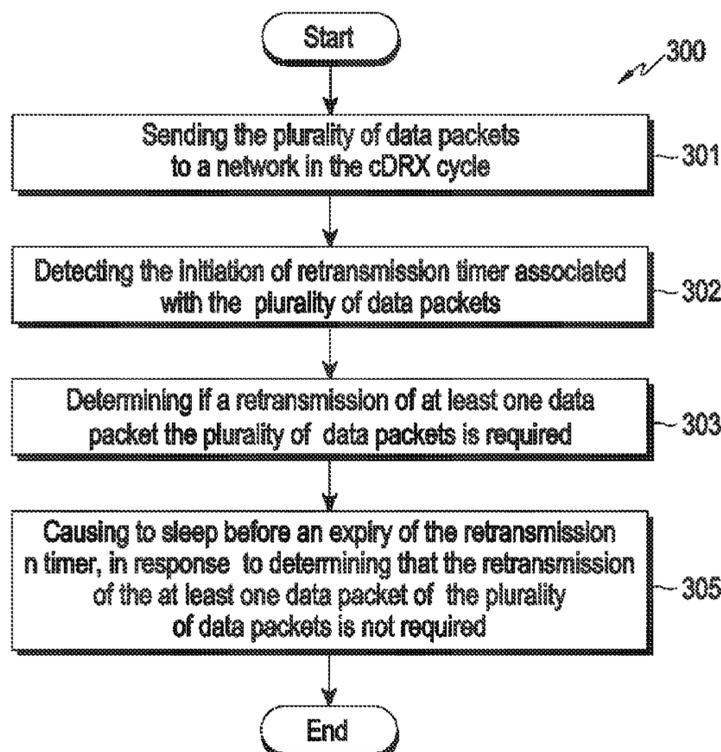 Start
300
Sending the plurality of data packets
to a network in the cDRX cycle
301
Detecting the initiation of retransmission timer associated
with the plurality of data packets
302
Determining if a retransmission of at least one data
packet the plurality of data packets is required
303
Causing to sleep before an expiry of the retransmission
n timer, in response to determining that the retransmission
of the at least one data packet of the plurality
of data packets is not required
305
End